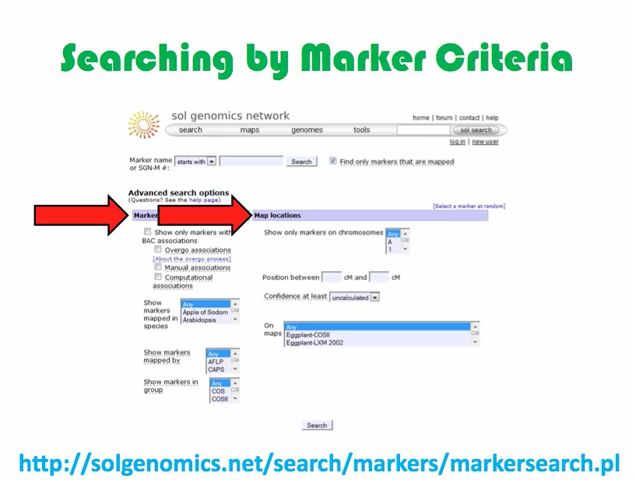 Searching by Marker Criteria
sol genomics network
home | forum | contact | help
search maps genomes tools sol search
log in | new user
Marker name or SGN-M #: starts with Search Find only markers that are mapped
Advanced search options
(Questions? See the help page)
[Select a marker at random]
Marker Map locations
Show only markers with BAC associations
Overgo associations
[About the overgo process]
Manual associations
Computational associations
Show markers mapped in species
Any
Apple of Sodom
Arabidopsis
Show markers mapped by
Any
AFLP
CAPS
Show markers in group
Any
COS
COSII
Show only markers on chromosomes
Any
A
1
Position between cM and cM
Confidence at least uncalculated
On maps
Any
Eggplant-COSII
Eggplant-LXM 2002
Search
http://solgenomics.net/search/markers/markersearch.pl